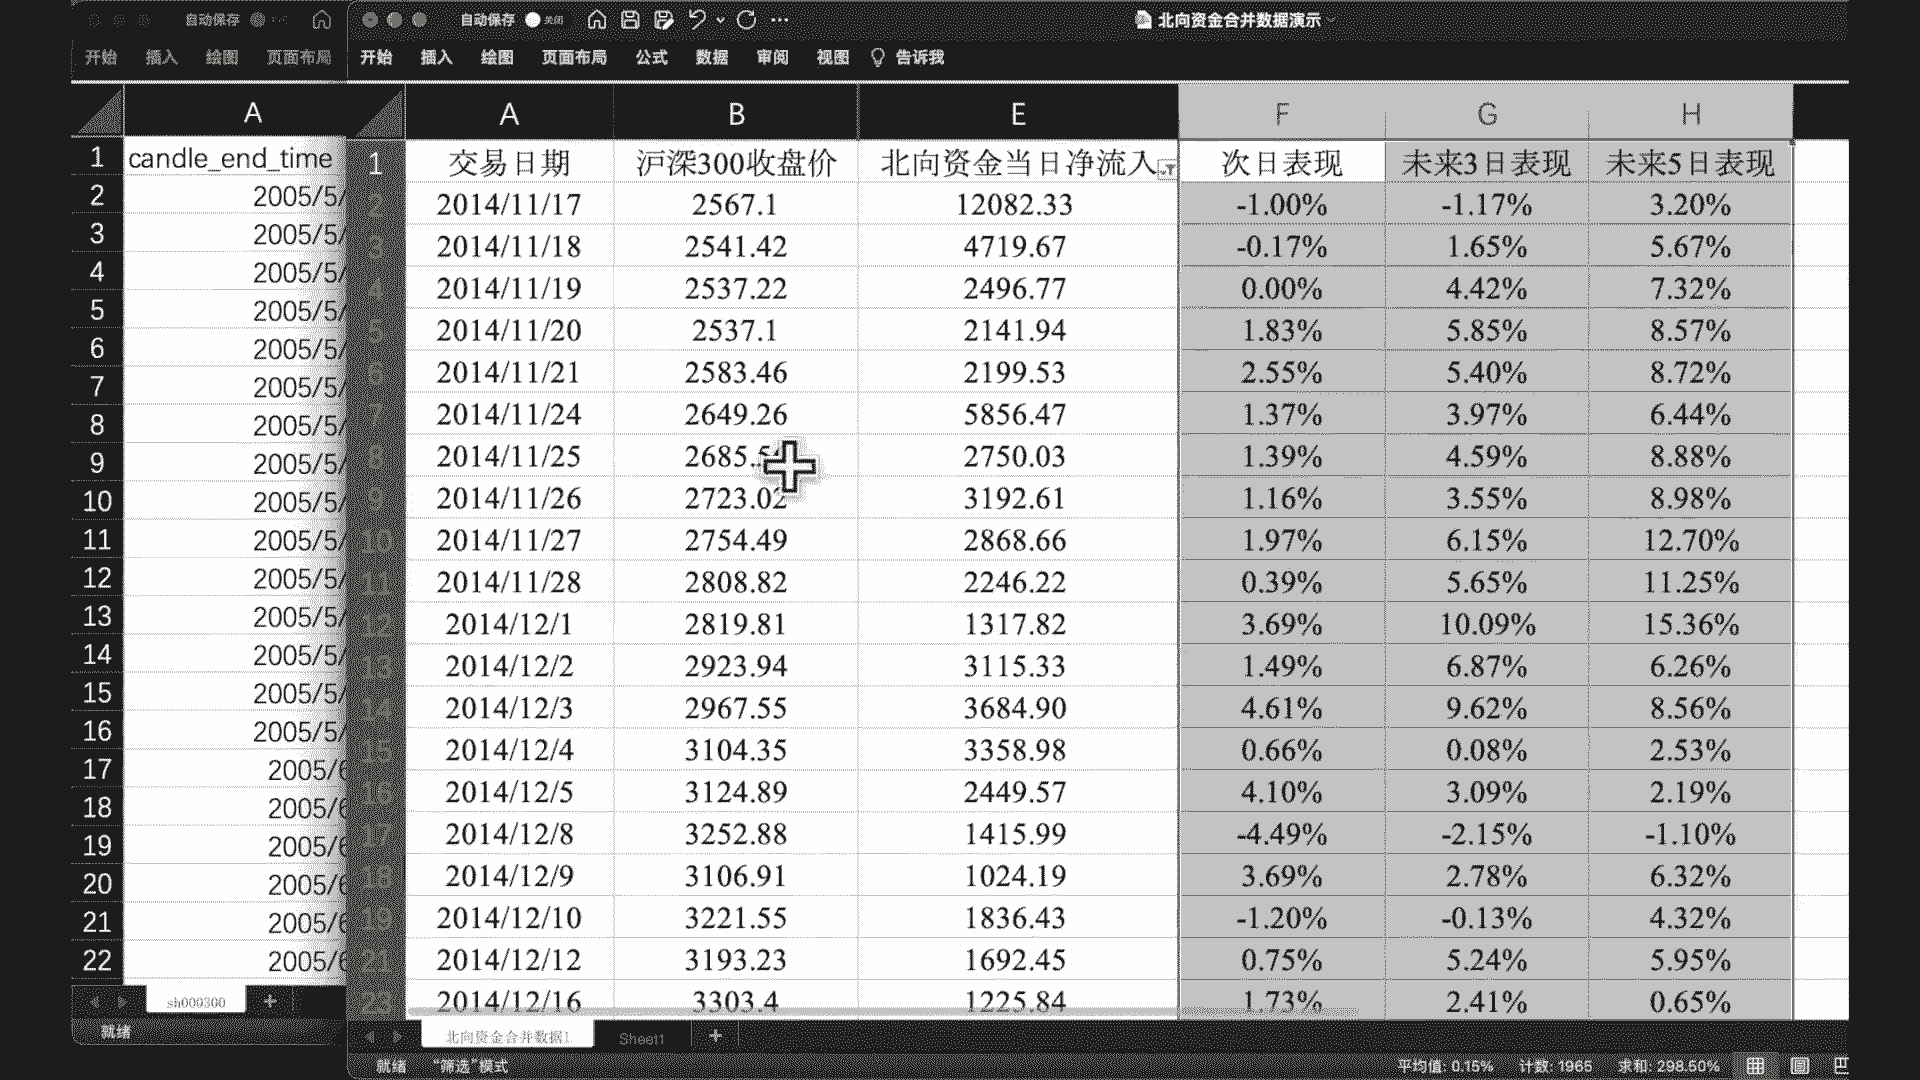 自动保存
自动保存 关闭 北向资金合并数据演示
开始 插入 绘图 页面布局
开始 插入 绘图 页面布局 公式 数据 审阅 视图 告诉我
A
A B E F G H
1 candle_end_time
2 2005/5/
3 2005/5/
4 2005/5/
5 2005/5/
6 2005/5/
7 2005/5/
8 2005/5/
9 2005/5/
10 2005/5/
11 2005/5/
12 2005/5/
13 2005/5/
14 2005/5/
15 2005/5/
16 2005/5/
17 2005/6
18 2005/6
19 2005/6
20 2005/6
21 2005/6
22 2005/6
sh000300 +
就绪
1 交易日期 沪深300收盘价 北向资金当日净流入 次日表现 未来3日表现 未来5日表现
2 2014/11/17 2567.1 12082.33 -1.00% -1.17% 3.20%
3 2014/11/18 2541.42 4719.67 -0.17% 1.65% 5.67%
4 2014/11/19 2537.22 2496.77 0.00% 4.42% 7.32%
5 2014/11/20 2537.1 2141.94 1.83% 5.85% 8.57%
6 2014/11/21 2583.46 2199.53 2.55% 5.40% 8.72%
7 2014/11/24 2649.26 5856.47 1.37% 3.97% 6.44%
8 2014/11/25 2750.03 1.39% 4.59% 8.88%
9 2014/11/26 2723.02 3192.61 1.16% 3.55% 8.98%
10 2014/11/27 2754.49 2868.66 1.97% 6.15% 12.70%
11 2014/11/28 2808.82 2246.22 0.39% 5.65% 11.25%
12 2014/12/1 2819.81 1317.82 3.69% 10.09% 15.36%
13 2014/12/2 2923.94 3115.33 1.49% 6.87% 6.26%
14 2014/12/3 2967.55 3684.90 4.61% 9.62% 8.56%
15 2014/12/4 3104.35 3358.98 0.66% 0.08% 2.53%
16 2014/12/5 3124.89 2449.57 4.10% 3.09% 2.19%
17 2014/12/8 3252.88 1415.99 -4.49% -2.15% -1.10%
18 2014/12/9 3106.91 1024.19 3.69% 2.78% 6.32%
19 2014/12/10 3221.55 1836.43 -1.20% -0.13% 4.32%
21 2014/12/12 3193.23 1692.45 0.75% 5.24% 5.95%
23 2014/12/16 3303.4 1225.84 1.73% 2.41% 0.65%
北向资金合并数据1 Sheet1 +
就绪 “筛选”模式 平均值: 0.15% 计数: 1965 求和: 298.50%